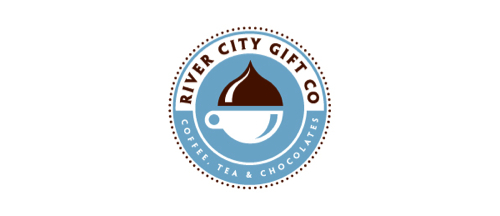 RIVER CITY GIFT CO
COFFEE, TEA & CHOCOLATES